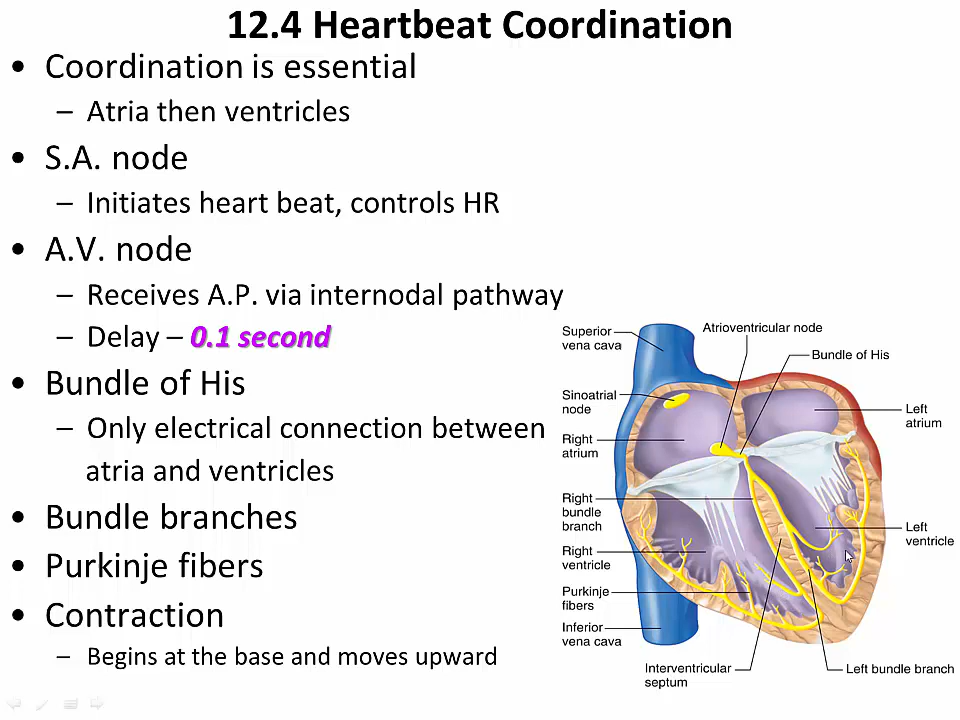 12.4 Heartbeat Coordination
• Coordination is essential
– Atria then ventricles
• S.A. node
– Initiates heart beat, controls HR
• A.V. node
– Receives A.P. via internodal pathway
– Delay – 0.1 second
• Bundle of His
– Only electrical connection between
atria and ventricles
• Bundle branches
• Purkinje fibers
• Contraction
– Begins at the base and moves upward
Superior
vena cava
Atrioventricular node
Bundle of His
Sinoatrial
node
Left
atrium
Right
atrium
Right
bundle
branch
Left
ventricle
Right
ventricle
Purkinje
fibers
Inferior
vena cava
Interventricular
septum
Left bundle branch